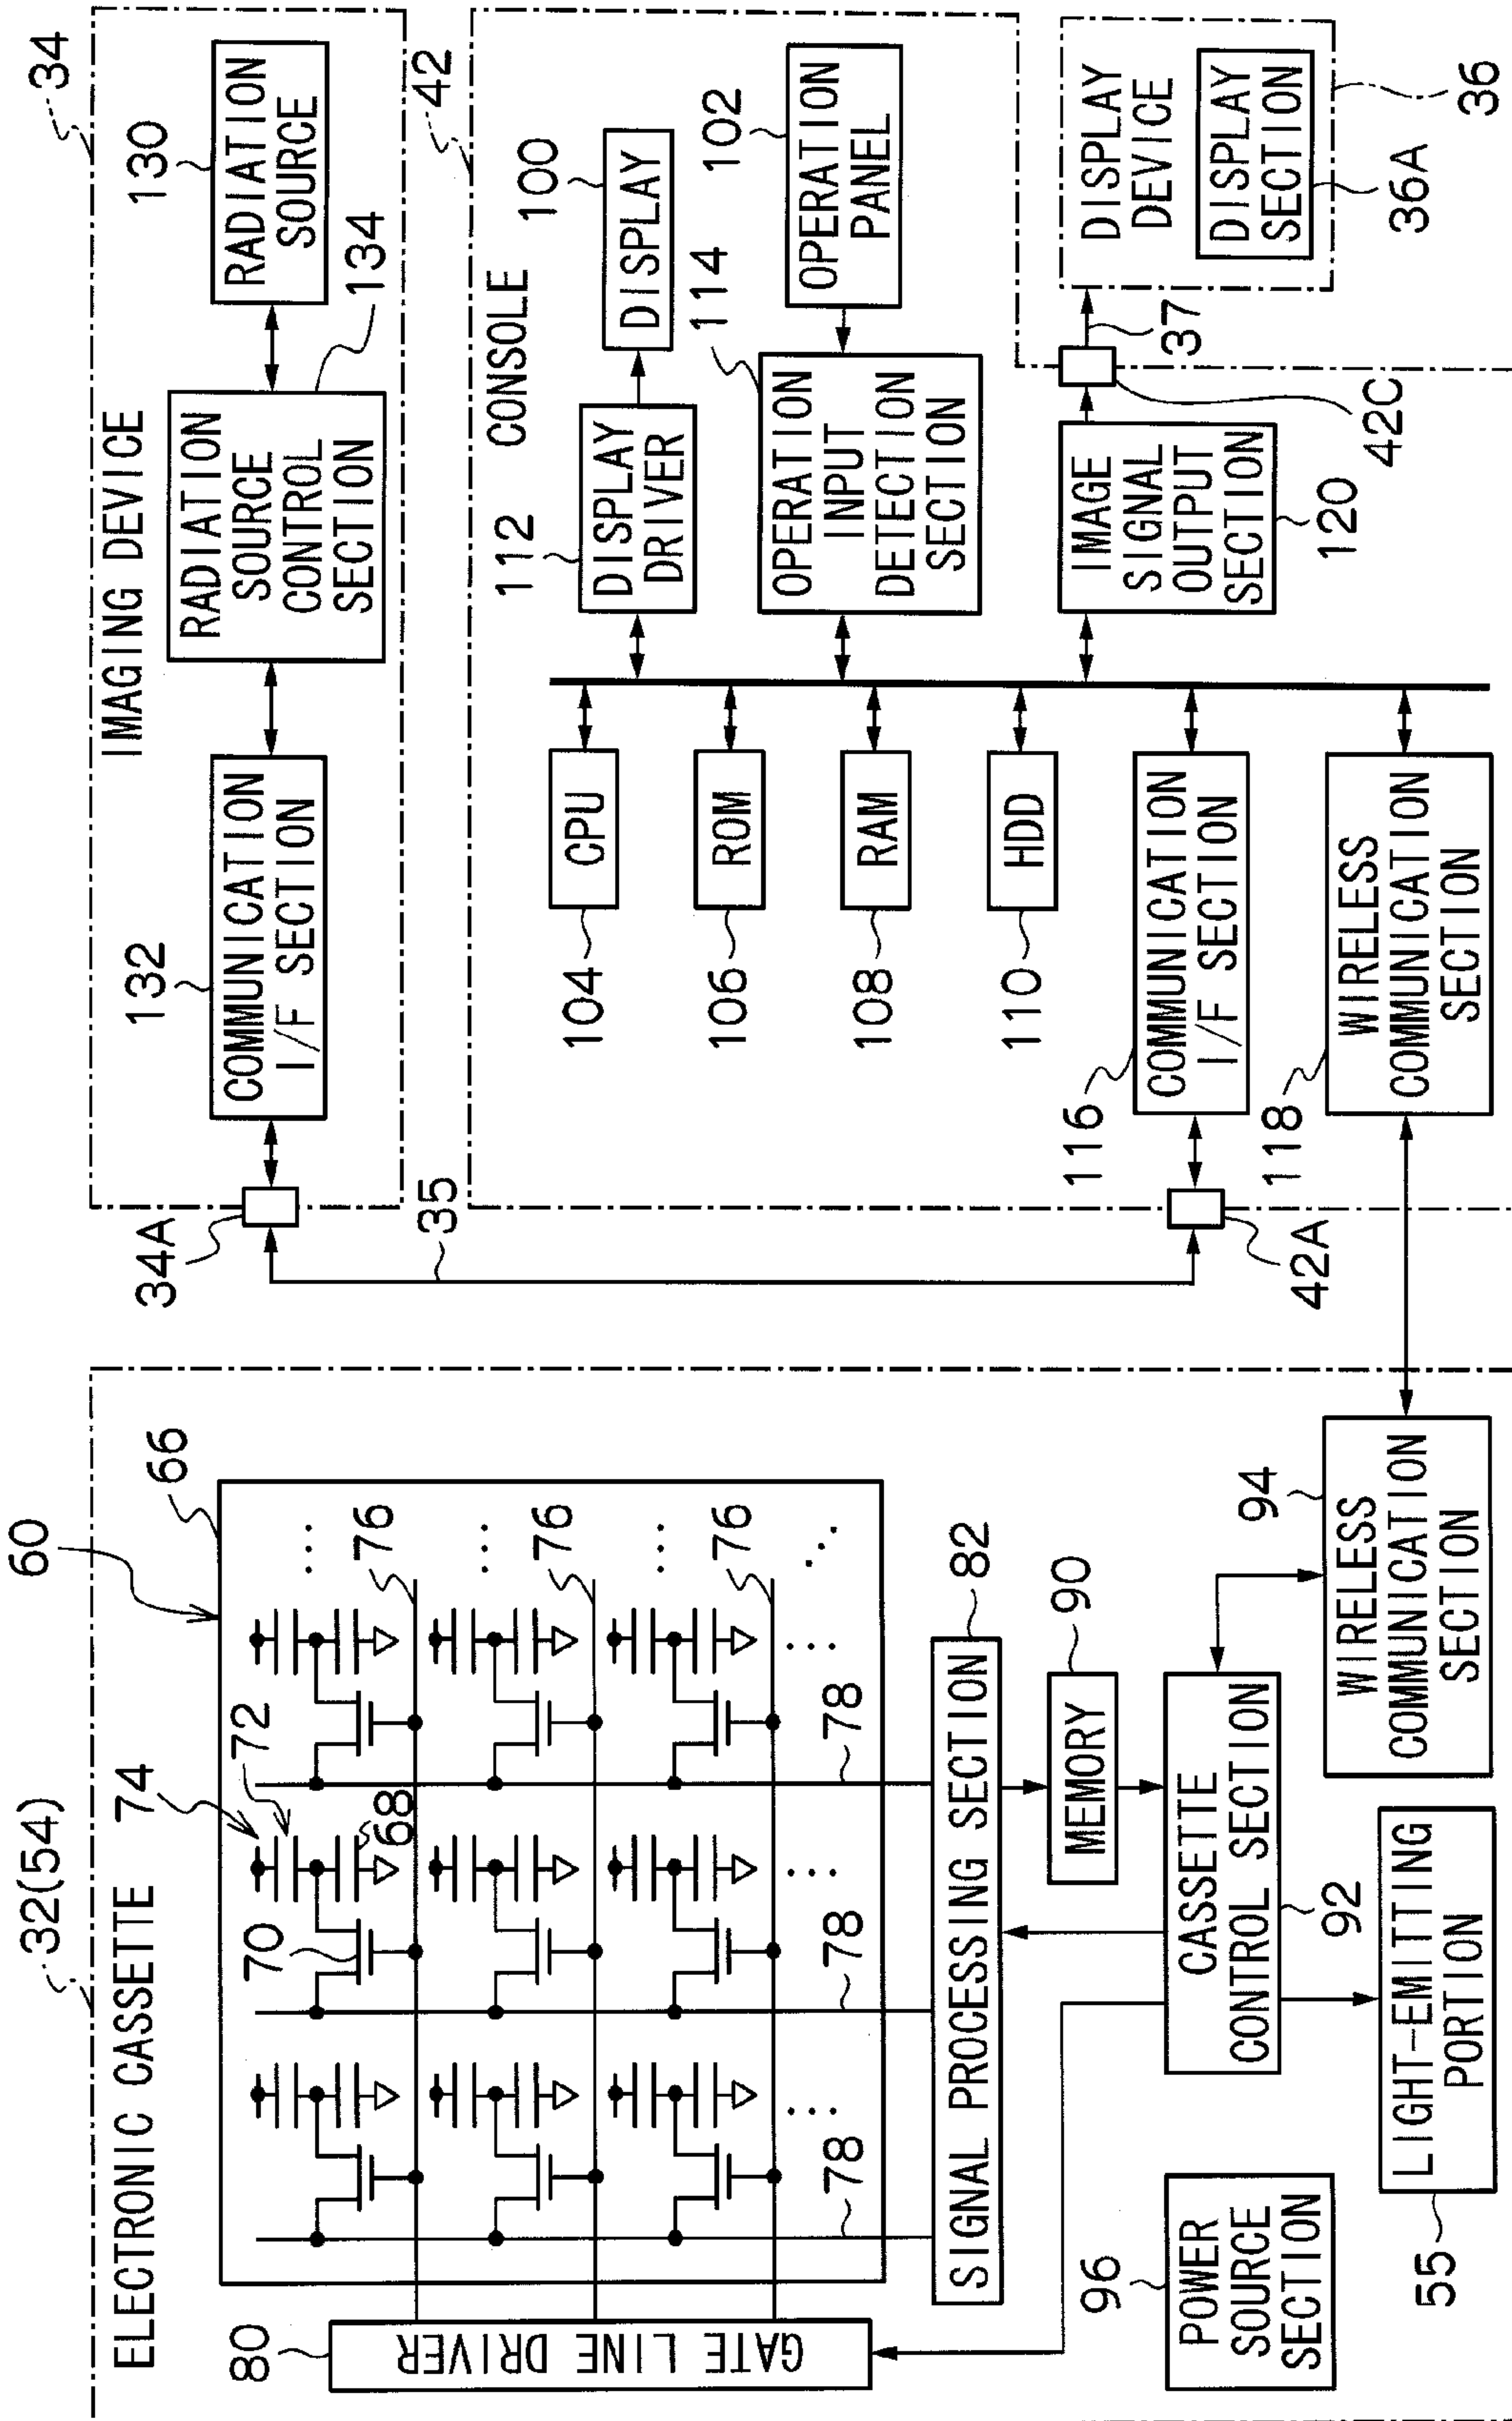 32(54)
ELECTRONIC CASSETTE
60
66
74
72
70
68
76
76
76
78
78
78
80
GATE LINE DRIVER
SIGNAL PROCESSING SECTION
82
MEMORY
90
CASSETTE
CONTROL SECTION
92
WIRELESS
COMMUNICATION
SECTION
94
POWER
SOURCE
SECTION
96
LIGHT-EMITTING
PORTION
55
34
IMAGING DEVICE
34A
132
COMMUNICATION
I/F SECTION
RADIATION
SOURCE
CONTROL
SECTION
134
130
RADIATION
SOURCE
35
42
CONSOLE
CPU
104
ROM
106
RAM
108
HDD
110
112
DISPLAY
DRIVER
100
DISPLAY
114
OPERATION
INPUT
DETECTION
SECTION
102
OPERATION
PANEL
116
COMMUNICATION
I/F SECTION
42A
118
WIRELESS
COMMUNICATION
SECTION
IMAGE
SIGNAL
OUTPUT
SECTION
120
42C
37
DISPLAY
DEVICE
DISPLAY
SECTION
36A
36